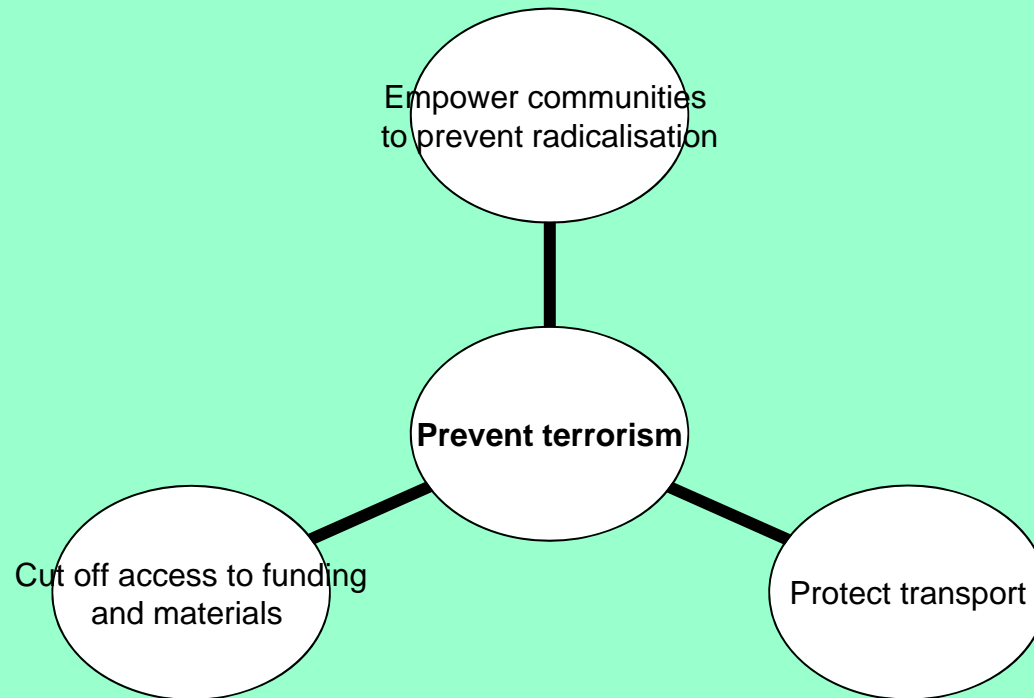 Empower communities
to prevent radicalisation
Prevent terrorism
Cut off access to funding
and materials
Protect transport